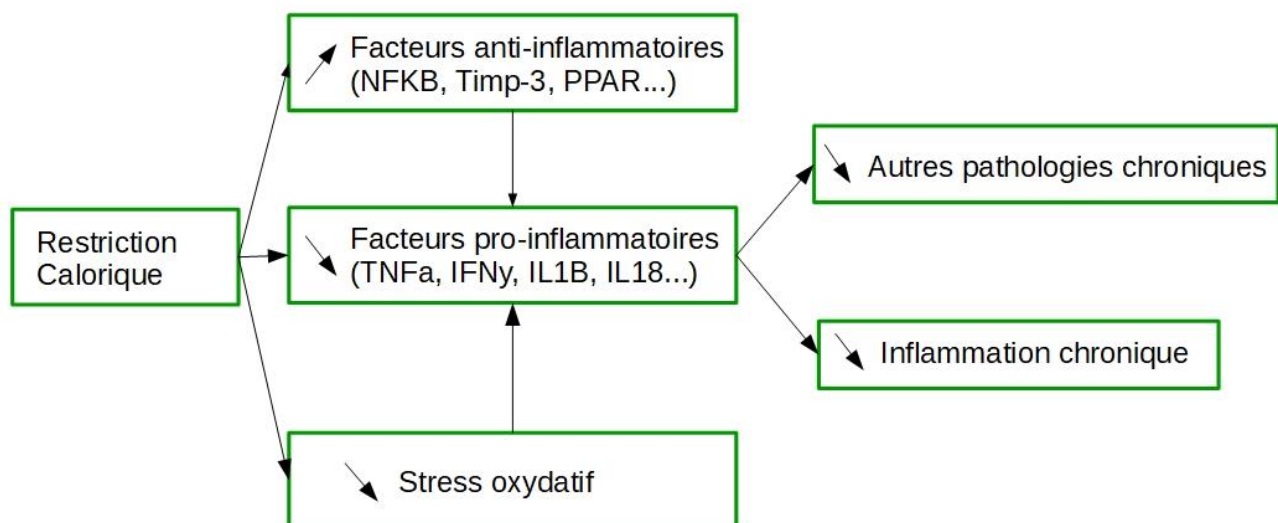 Facteurs anti-inflammatoires
(NFKB, Timp-3, PPAR...)
Autres pathologies chroniques
Restriction
Calorique
Facteurs pro-inflammatoires
(TNFa, IFNy, IL1B, IL18...)
Inflammation chronique
Stress oxydatif